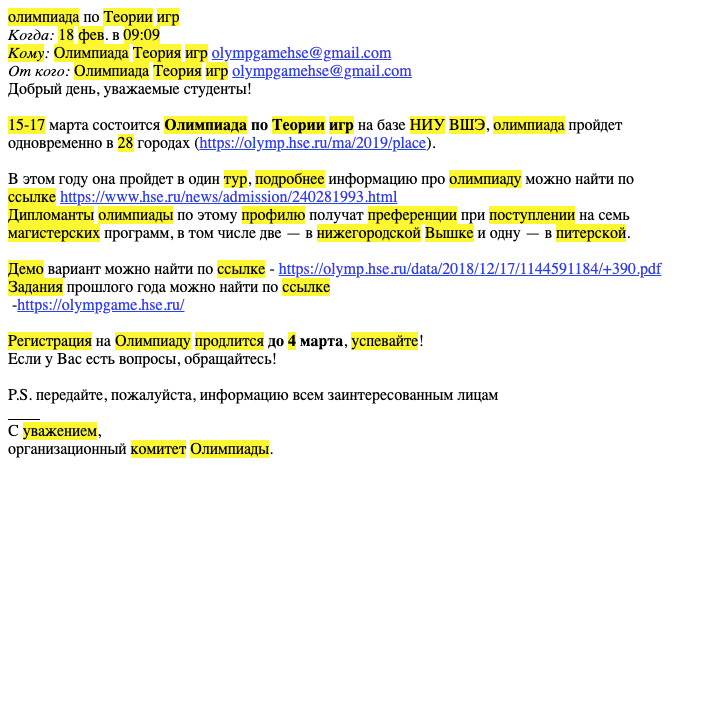 олимпиада по Теории игр
Когда: 18 фев. в 09:09
Кому: Олимпиада Теория игр olympgamehse@gmail.com
От кого: Олимпиада Теория игр olympgamehse@gmail.com
Добрый день, уважаемые студенты!
15-17 марта состоится Олимпиада по Теории игр на базе НИУ ВШЭ, олимпиада пройдет
одновременно в 28 городах (https://olymp.hse.ru/ma/2019/place).
В этом году она пройдет в один тур, подробнее информацию про олимпиаду можно найти по
ссылке https://www.hse.ru/news/admission/240281993.html
Дипломанты олимпиады по этому профилю получат преференции при поступлении на семь
магистерских программ, в том числе две — в нижегородской Вышке и одну — в питерской.
Демо вариант можно найти по ссылке - https://olymp.hse.ru/data/2018/12/17/1144591184/+390.pdf
Задания прошлого года можно найти по ссылке
-https://olympgame.hse.ru/
Регистрация на Олимпиаду продлится до 4 марта, успевайте!
Если у Вас есть вопросы, обращайтесь!
P.S. передайте, пожалуйста, информацию всем заинтересованным лицам
____
С уважением,
организационный комитет Олимпиады.